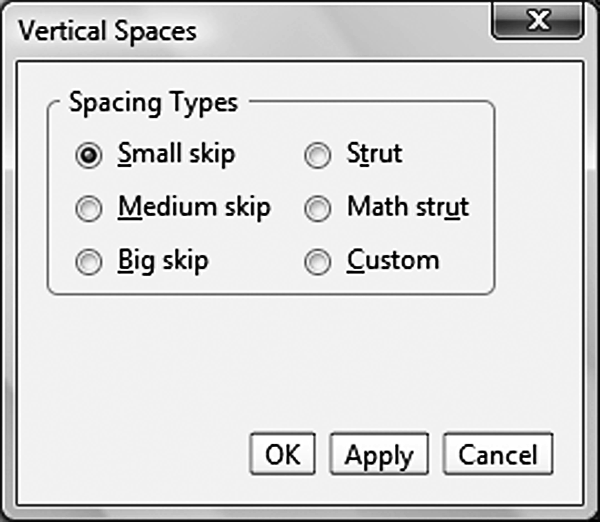 Vertical Spaces
Spacing Types
Small skip Strut
Medium skip Math strut
Big skip Custom
OK Apply Cancel